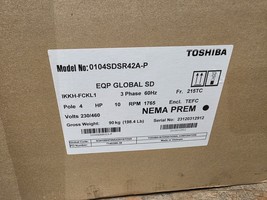 TOSHIBA
Model No: 0104SDSR42A-P
EQP GLOBAL SD
IKKH-FCKL1 3 Phase 60Hz Fr. 215TC
Pole 4 HP 10 RPM 1765 Encl. TEFC
Volts 230/460 NEMA PREM
Gross Weight: 90kg (198.4 Lb) Serial No: 23120312912